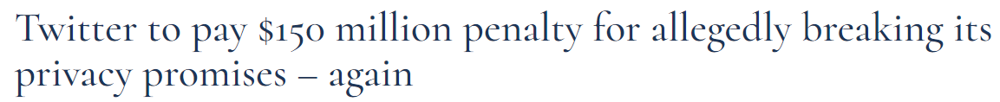 Twitter to pay $150 million penalty for allegedly breaking its
privacy promises – again